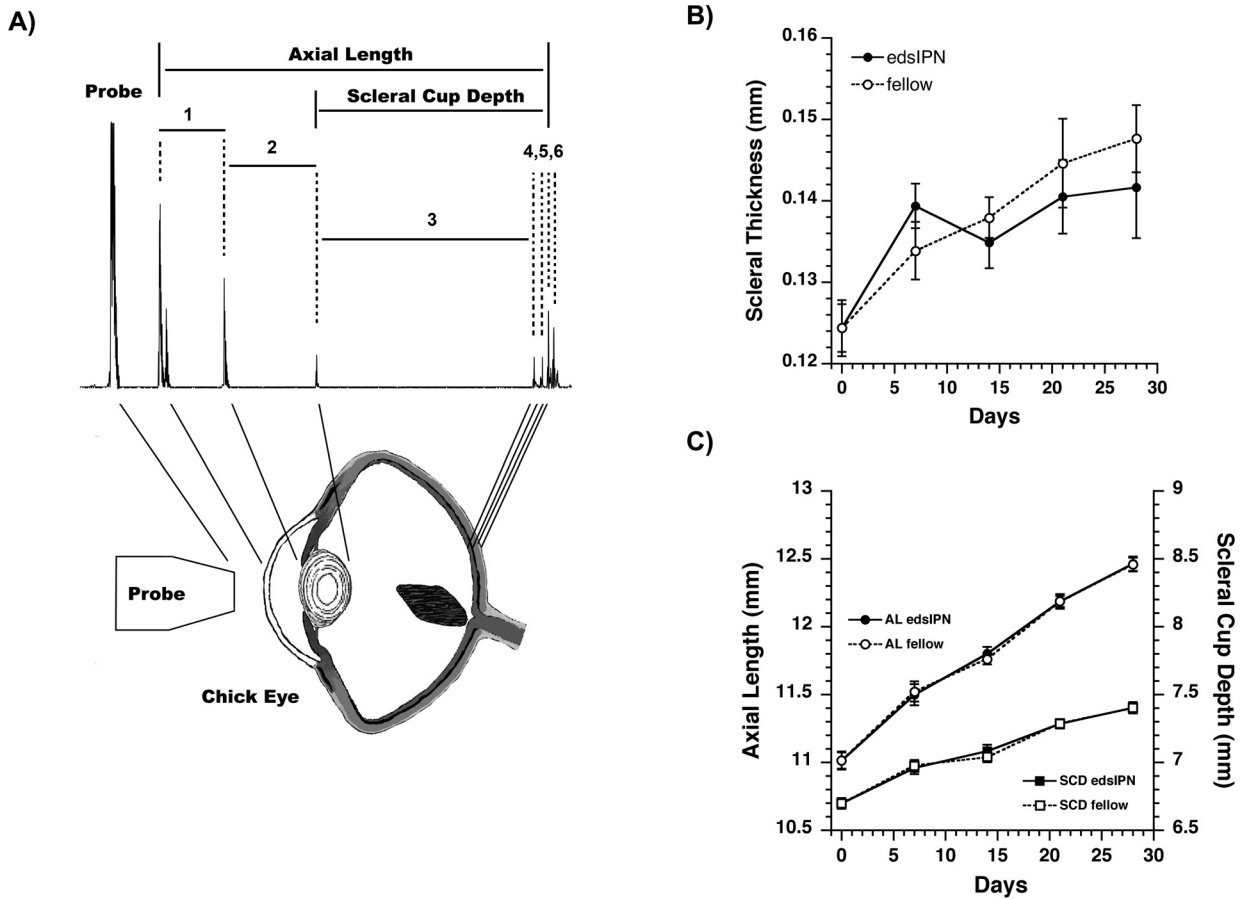 A)
Axial Length
Probe
Scleral Cup Depth
1
2
4,5,6
3
Probe
Chick Eye
B)
0.16
0.15
0.14
0.13
0.12
Scleral Thickness (mm)
edsIPN
fellow
0 5 10 15 20 25 30
Days
C)
13
12.5
12
11.5
11
10.5
Axial Length (mm)
9
8.5
8
7.5
7
6.5
Scleral Cup Depth (mm)
AL edsIPN
AL fellow
SCD edsIPN
SCD fellow
0 5 10 15 20 25 30
Days